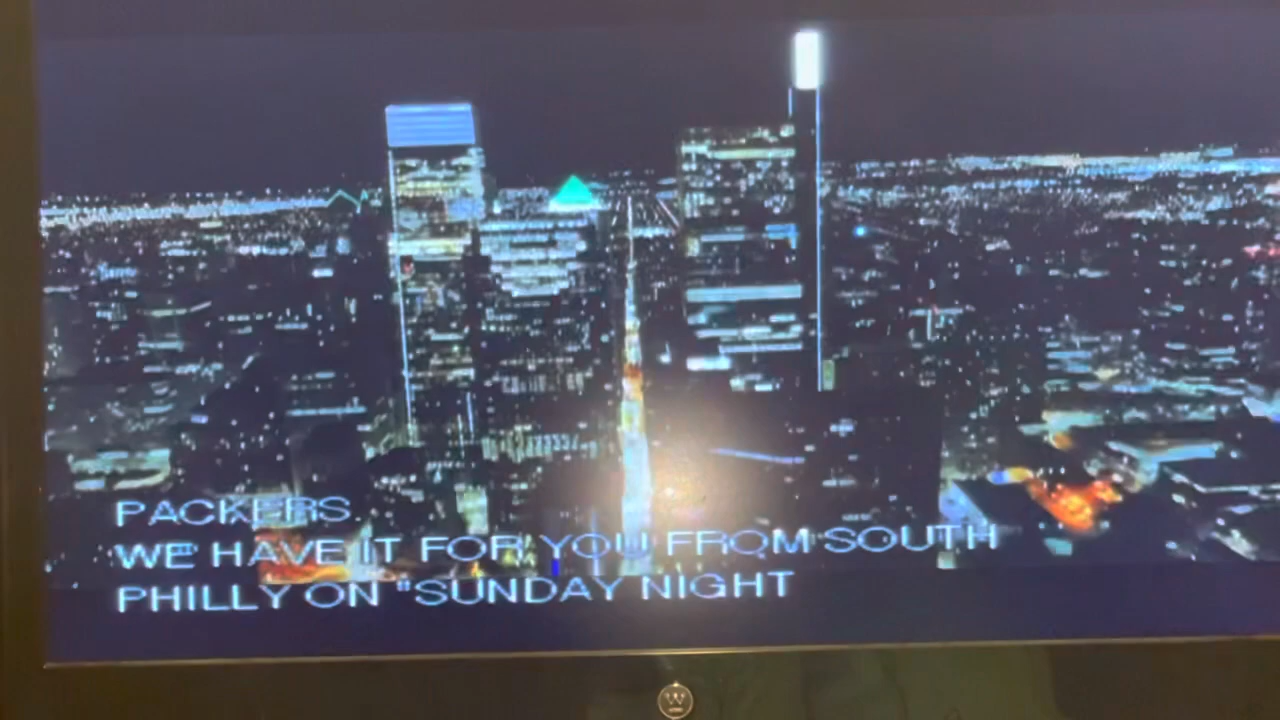 PACKERS
WE HAVE IT FOR YOU FROM SOUTH
PHILLY ON "SUNDAY NIGHT
W